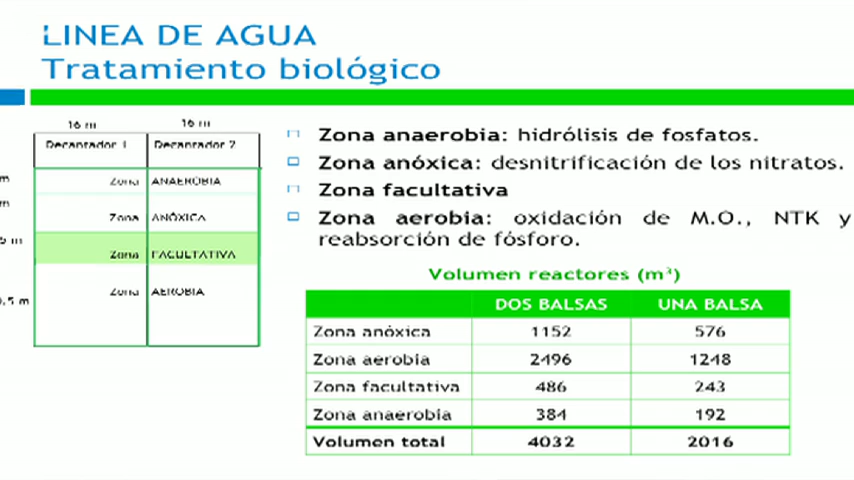 LINEA DE AGUA
Tratamiento biológico
16 m 16 m
Decantador 1 Decantador 2
m
Zona ANAEROBIA
m
Zona ANÓXICA
5 m
Zona FACULTATIVA
Zona AEROBIA
,5 m
Zona anaerobia: hidrólisis de fosfatos.
Zona anóxica: desnitrificación de los nitratos.
Zona facultativa
Zona aerobia: oxidación de M.O., NTK y
reabsorción de fósforo.
Volumen reactores (m³)
DOS BALSAS UNA BALSA
Zona anóxica 1152 576
Zona aerobia 2496 1248
Zona facultativa 486 243
Zona anaerobia 384 192
Volumen total 4032 2016